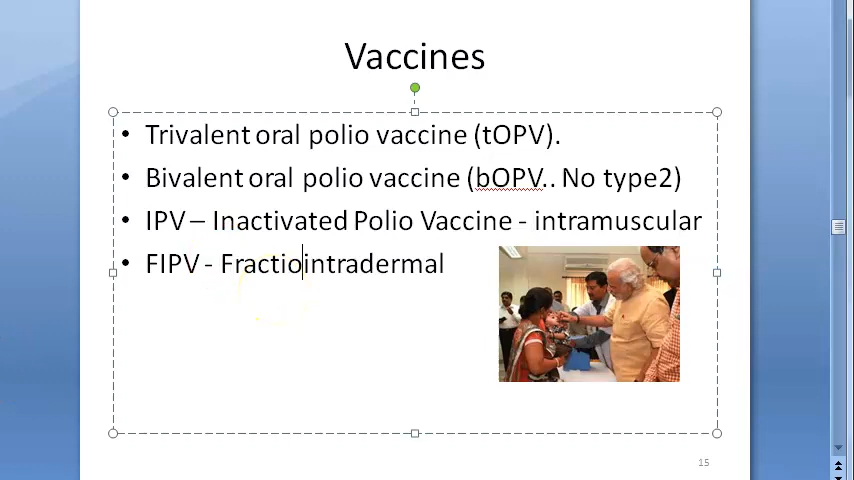 Vaccines
Trivalent oral polio vaccine (tOPV).
Bivalent oral polio vaccine (bOPV.. No type2)
IPV – Inactivated Polio Vaccine - intramuscular
FIPV - Fractiointradermal
15